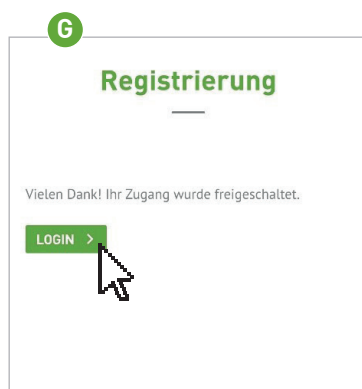 G
Registrierung
Vielen Dank! Ihr Zugang wurde freigeschaltet.
LOGIN >